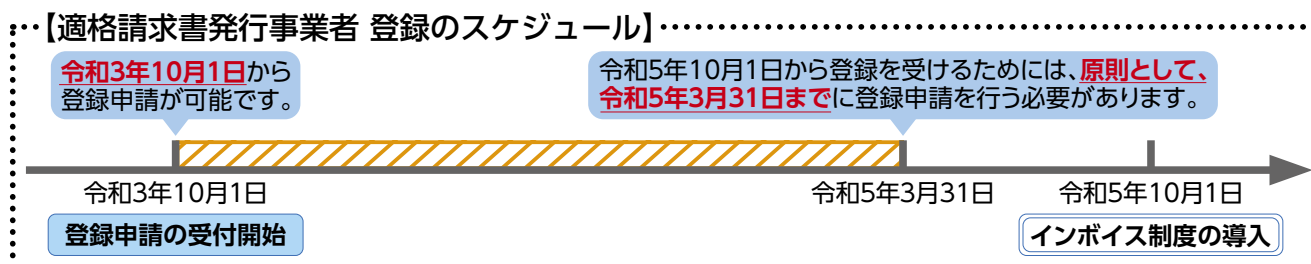 【適格請求書発行事業者 登録のスケジュール】
令和3年10月1日から
登録申請が可能です。
令和5年10月1日から登録を受けるためには、原則として、
令和5年3月31日までに登録申請を行う必要があります。
令和3年10月1日
令和5年3月31日
令和5年10月1日
登録申請の受付開始
インボイス制度の導入